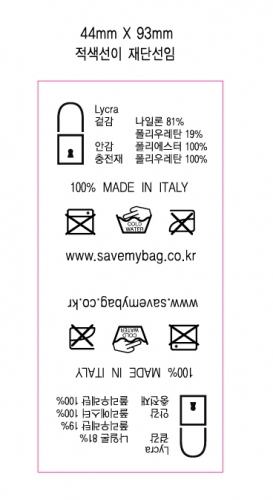 44mm X 93mm
적색선이 재단선임
Lycra
겉감 나일론 81%
폴리우레탄 19%
안감 폴리에스터 100%
충전재 폴리우레탄 100%
100% MADE IN ITALY
COLD WATER
www.savemybag.co.kr
www.savemybag.co.kr
COLD WATER
100% MADE IN ITALY
충전재 폴리우레탄 100%
안감 폴리에스터 100%
폴리우레탄 19%
겉감 나일론 81%
Lycra